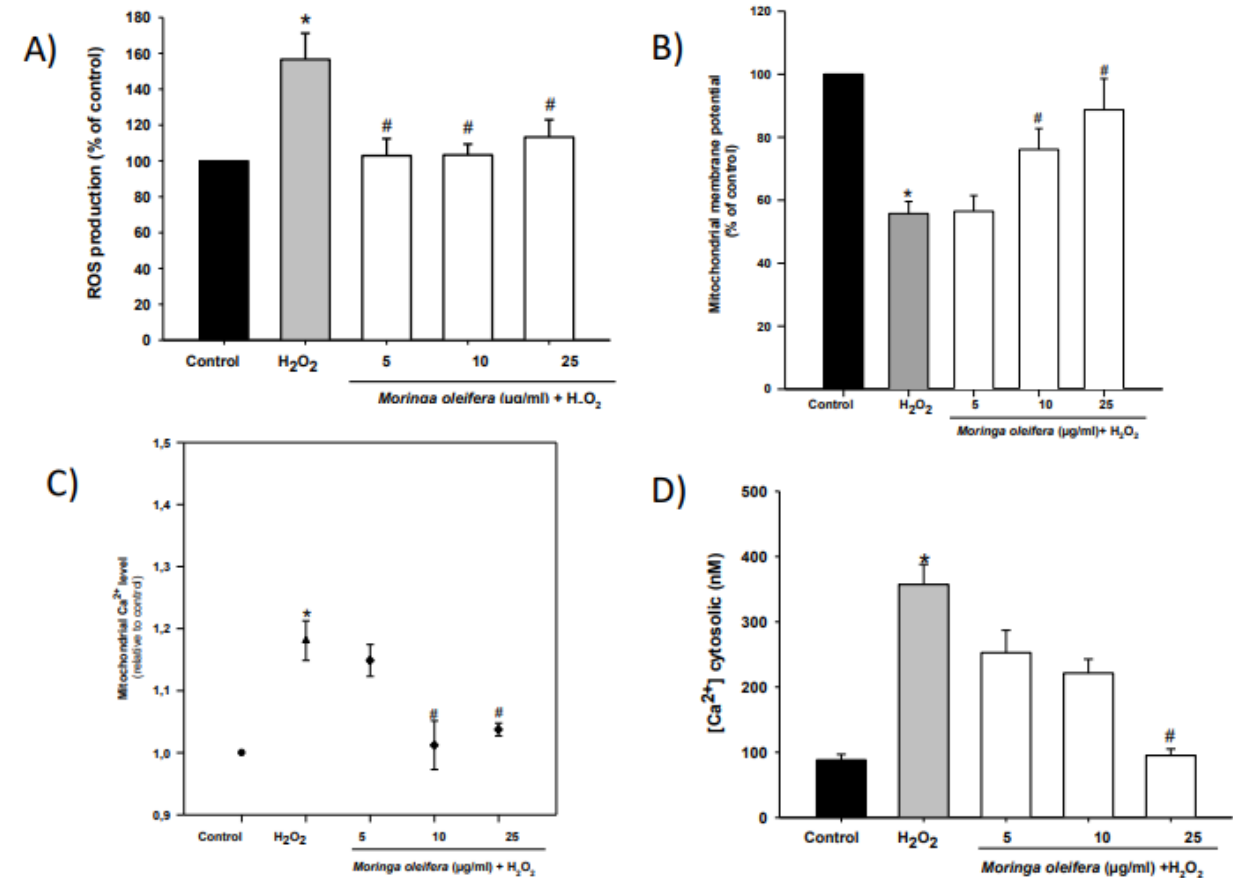 A)
ROS production (% of control)
180
160
140
120
100
80
60
40
20
0
*
#
#
#
Control
H₂O₂
5
10
25
Moringa oleifera (µg/ml) + H₂O₂
B)
Mitochondrial membrane potential
(% of control)
120
100
80
60
40
20
0
*
#
#
Control
H₂O₂
5
10
25
Moringa oleifera (µg/ml)+ H₂O₂
C)
Mitochondrial Ca²⁺ level
(relative to control)
1,5
1,4
1,3
1,2
1,1
1,0
0,9
*
#
#
Control
H₂O₂
5
10
25
Moringa oleifera (µg/ml) + H₂O₂
D)
[Ca²⁺] cytosolic (nM)
500
400
300
200
100
0
*
#
Control
H₂O₂
5
10
25
Moringa oleifera (µg/ml) +H₂O₂